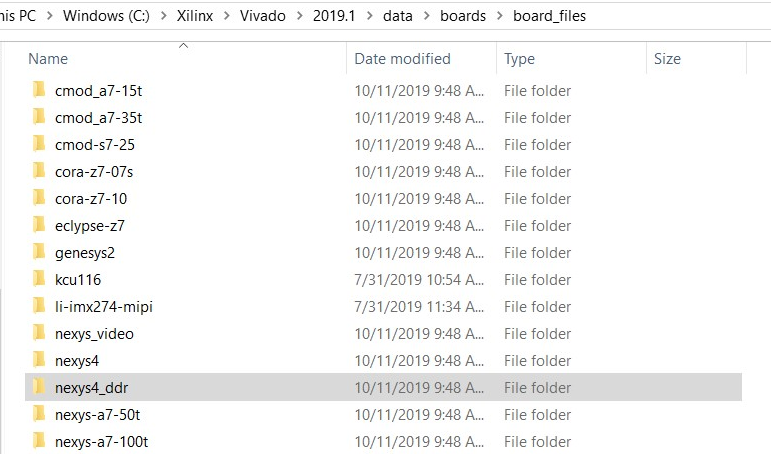 his PC > Windows (C:) > Xilinx > Vivado > 2019.1 > data > boards > board_files
Name Date modified Type Size
cmod_a7-15t 10/11/2019 9:48 A... File folder
cmod_a7-35t 10/11/2019 9:48 A... File folder
cmod-s7-25 10/11/2019 9:48 A... File folder
cora-z7-07s 10/11/2019 9:48 A... File folder
cora-z7-10 10/11/2019 9:48 A... File folder
eclypse-z7 10/11/2019 9:48 A... File folder
genesys2 10/11/2019 9:48 A... File folder
kcu116 7/31/2019 10:54 A... File folder
li-imx274-mipi 7/31/2019 11:34 A... File folder
nexys_video 10/11/2019 9:48 A... File folder
nexys4 10/11/2019 9:48 A... File folder
nexys4_ddr 10/11/2019 9:48 A... File folder
nexys-a7-50t 10/11/2019 9:48 A... File folder
nexys-a7-100t 10/11/2019 9:48 A... File folder